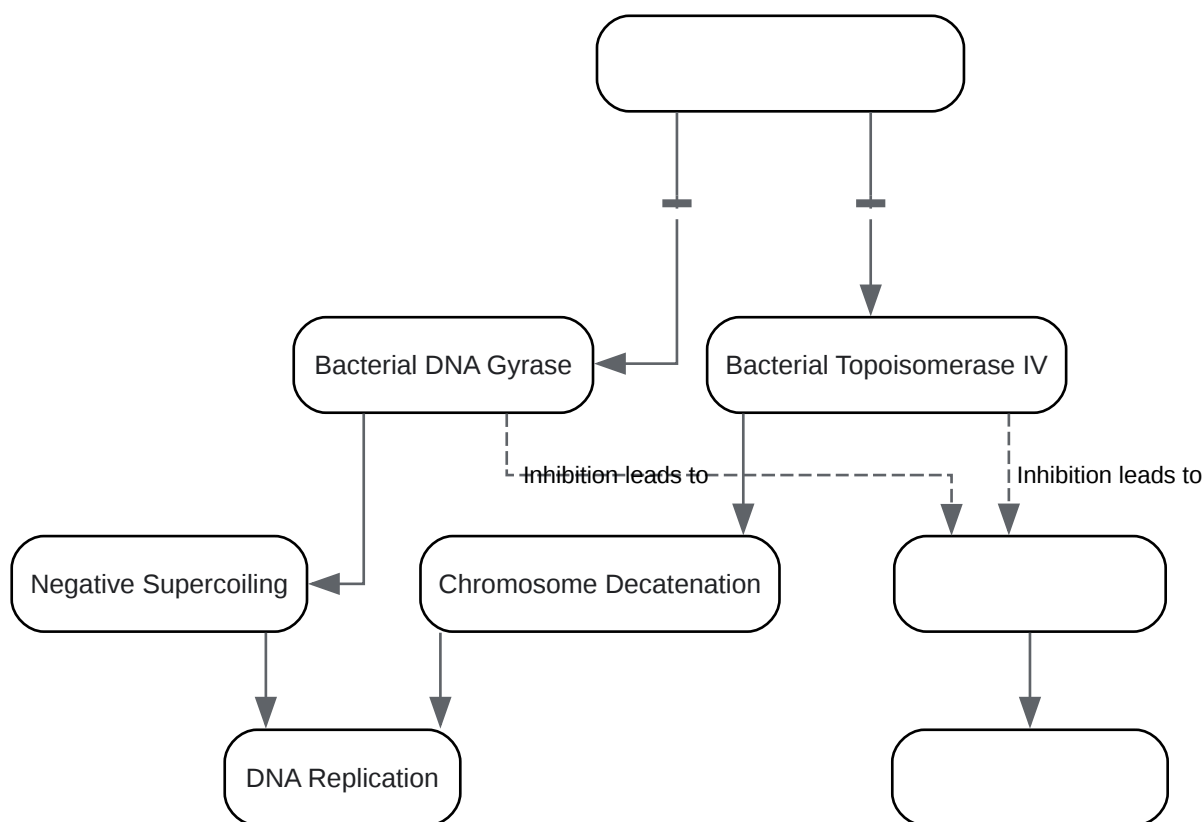 Bacterial DNA Gyrase
Bacterial Topoisomerase IV
Inhibition leads to
Inhibition leads to
Negative Supercoiling
Chromosome Decatenation
DNA Replication